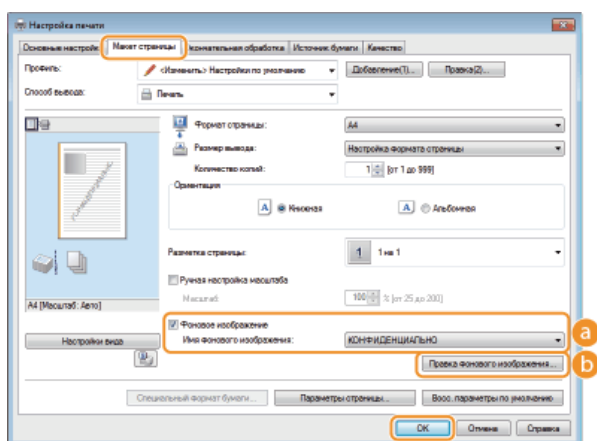 Настройка печати
Основные настройки Макет страницы Окончательная обработка Источник бумаги Качество
Профиль: <Изменить> Настройки по умолчанию Добавление(1)... Правка(2)...
Способ вывода: Печать
Формат страницы: A4
Размер вывода: Настройка формата страницы
Количество копий: 1 [от 1 до 999]
Ориентация
A Книжная A Альбомная
Разметка страницы: 1 1 на 1
Ручная настройка масштаба
Масштаб: 100 % [от 25 до 200]
A4 [Масштаб: Авто]
Фоновое изображение
Имя фонового изображения: КОНФИДЕНЦИАЛЬНО
a
Настройки вида
Правка фонового изображения...
b
Специальный формат бумаги... Параметры страницы... Восс. параметры по умолчанию
OK Отмена Справка